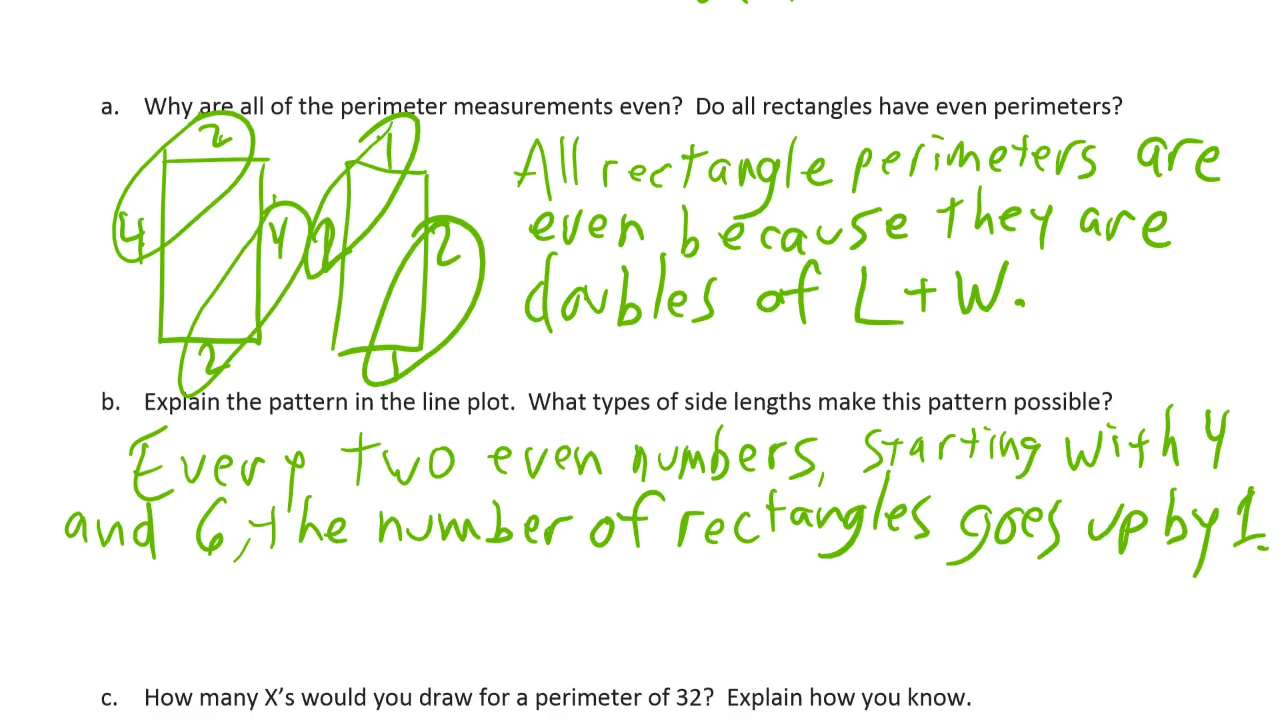 a. Why are all of the perimeter measurements even? Do all rectangles have even perimeters?
2
4
4
2
1
2
2
1
All rectangle perimeters are
even because they are
doubles of L+W.
b. Explain the pattern in the line plot. What types of side lengths make this pattern possible?
Every two even numbers, starting with 4
and 6, the number of rectangles goes up by 1.
c. How many X's would you draw for a perimeter of 32? Explain how you know.